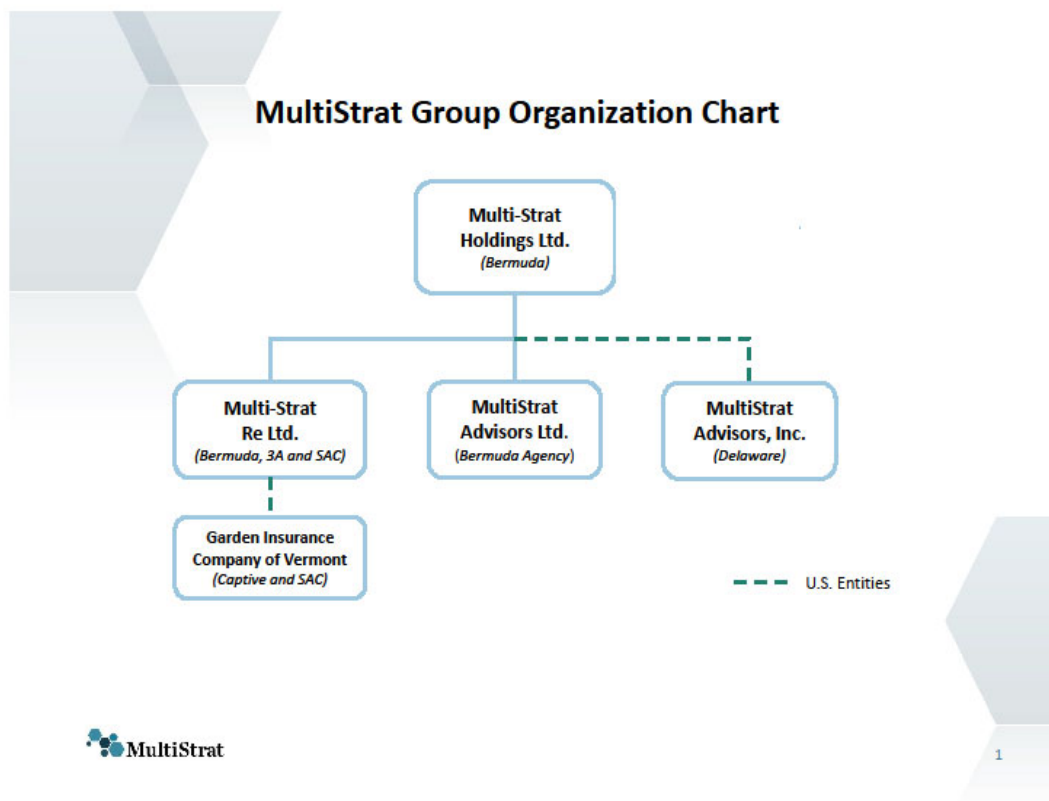 MultiStrat Group Organization Chart
Multi-Strat
Holdings Ltd.
(Bermuda)
Multi-Strat
Re Ltd.
(Bermuda, 3A and SAC)
MultiStrat
Advisors Ltd.
(Bermuda Agency)
MultiStrat
Advisors, Inc.
(Delaware)
Garden Insurance
Company of Vermont
(Captive and SAC)
U.S. Entities
MultiStrat
1